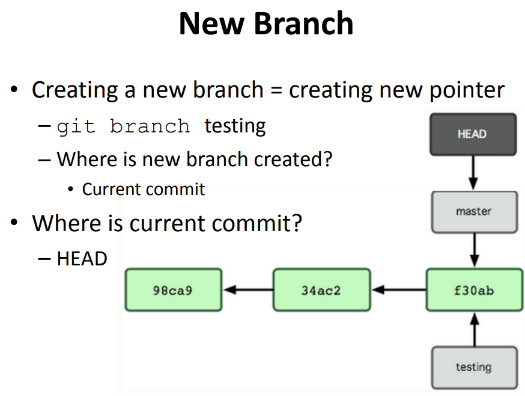 New Branch
• Creating a new branch = creating new pointer
– git branch testing
– Where is new branch created?
• Current commit
• Where is current commit?
– HEAD
HEAD
master
98ca9
34ac2
f30ab
testing